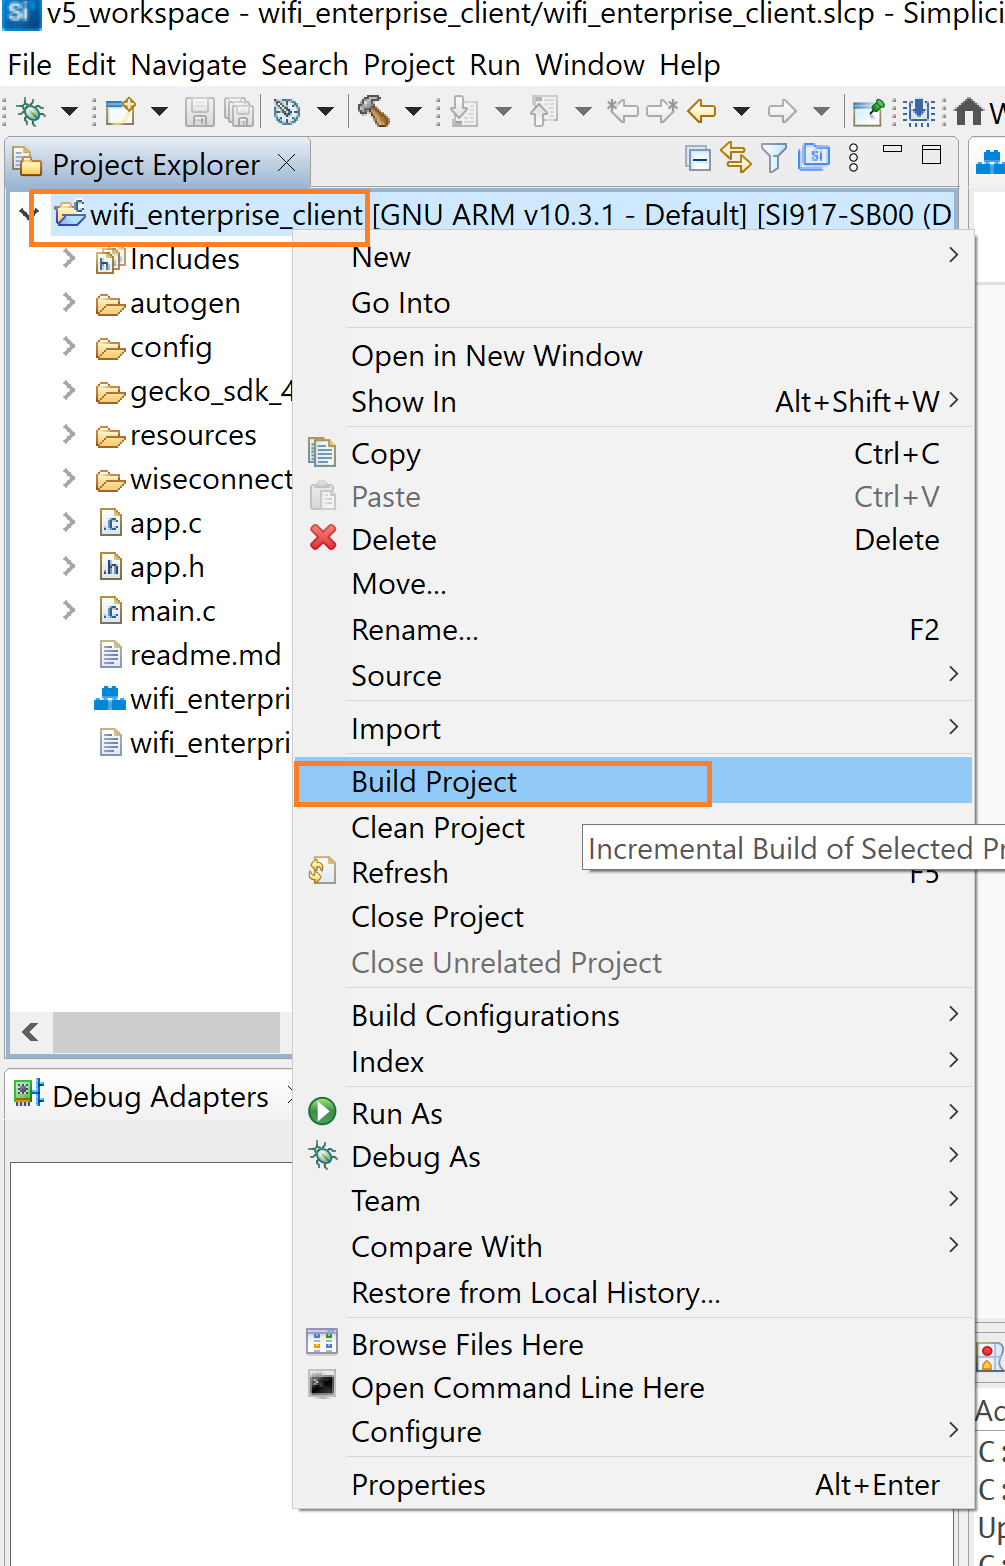 Si v5_workspace - wifi_enterprise_client/wifi_enterprise_client.slcp - Simplici
File Edit Navigate Search Project Run Window Help
Project Explorer
wifi_enterprise_client [GNU ARM v10.3.1 - Default] [SI917-SB00 (D
Includes
autogen
config
gecko_sdk_4
resources
wiseconnect
app.c
app.h
main.c
readme.md
wifi_enterpri
wifi_enterpri
New
Go Into
Open in New Window
Show In Alt+Shift+W
Copy Ctrl+C
Paste Ctrl+V
Delete Delete
Move...
Rename... F2
Source
Import
Build Project
Clean Project
Incremental Build of Selected Pr
Refresh F5
Close Project
Close Unrelated Project
Build Configurations
Index
Run As
Debug As
Team
Compare With
Restore from Local History...
Browse Files Here
Open Command Line Here
Configure
Properties Alt+Enter
Debug Adapters
Ad
C:
C:
Up